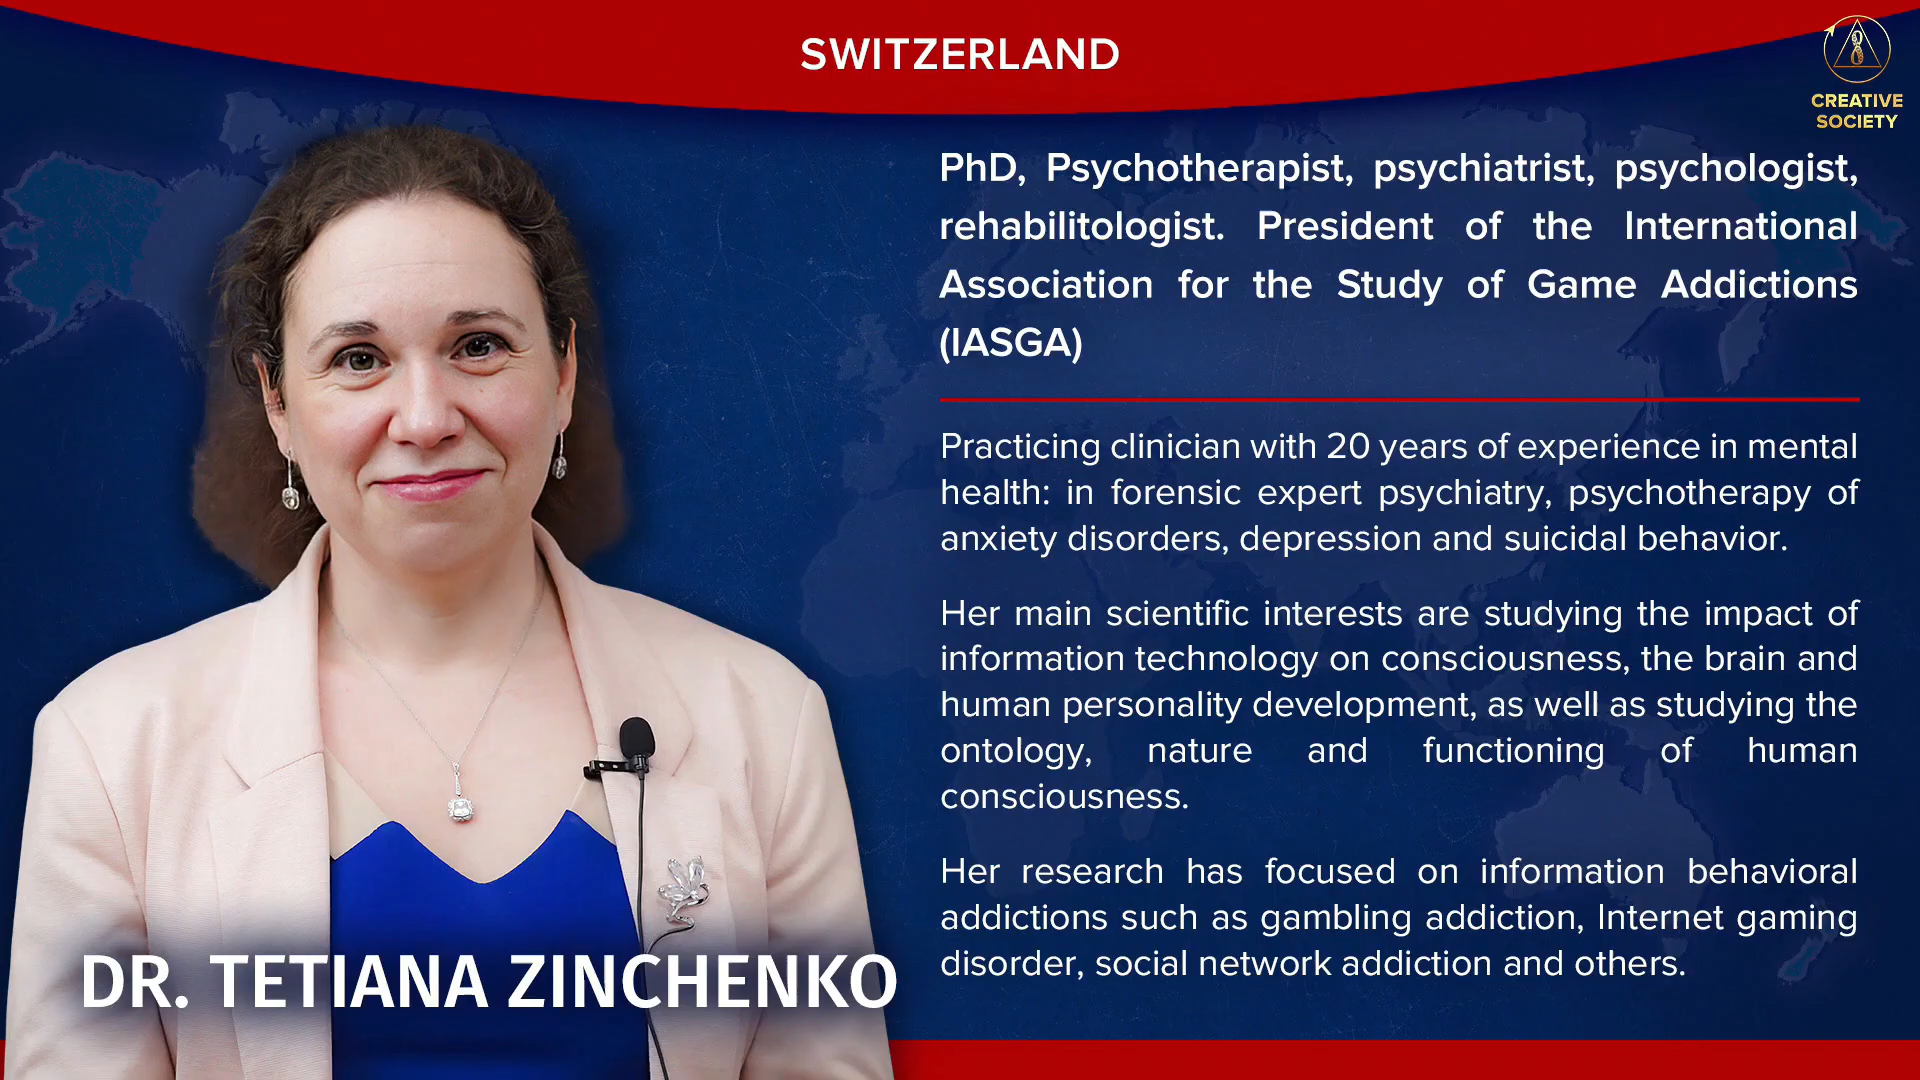 SWITZERLAND
CREATIVE
SOCIETY
PhD, Psychotherapist, psychiatrist, psychologist,
rehabilitologist. President of the International
Association for the Study of Game Addictions
(IASGA)
Practicing clinician with 20 years of experience in mental
health: in forensic expert psychiatry, psychotherapy of
anxiety disorders, depression and suicidal behavior.
Her main scientific interests are studying the impact of
information technology on consciousness, the brain and
human personality development, as well as studying the
ontology, nature and functioning of human
consciousness.
Her research has focused on information behavioral
addictions such as gambling addiction, Internet gaming
disorder, social network addiction and others.
DR. TETIANA ZINCHENKO